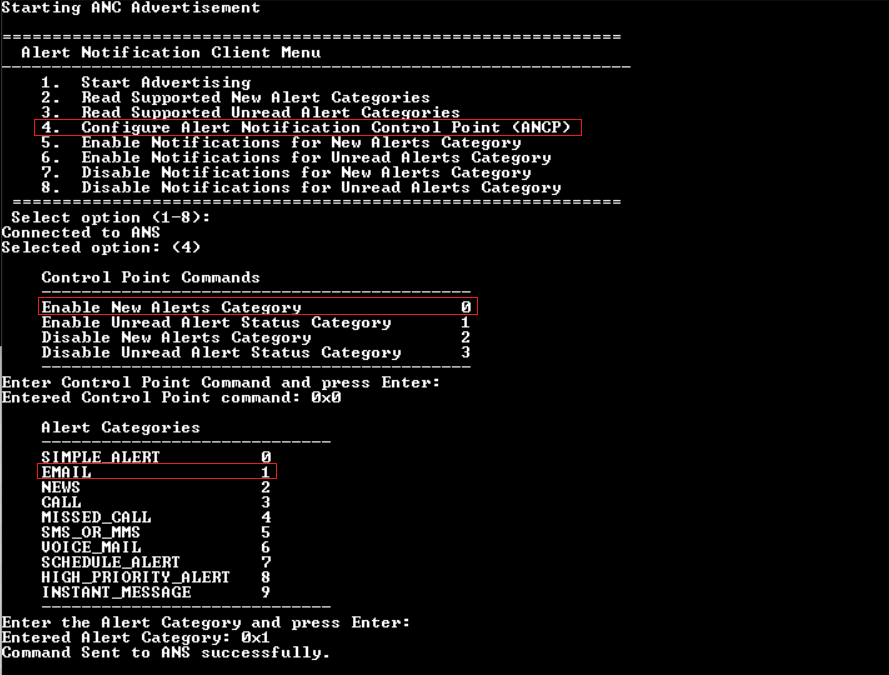 Starting ANC Advertisement
==============================================================
Alert Notification Client Menu
---------------------------------------------------------------
1. Start Advertising
2. Read Supported New Alert Categories
3. Read Supported Unread Alert Categories
4. Configure Alert Notification Control Point (ANCP)
5. Enable Notifications for New Alerts Category
6. Enable Notifications for Unread Alerts Category
7. Disable Notifications for New Alerts Category
8. Disable Notifications for Unread Alerts Category
=============================================================
Select option (1-8):
Connected to ANS
Selected option: (4)
Control Point Commands
-------------------------------------------
Enable New Alerts Category 0
Enable Unread Alert Status Category 1
Disable New Alerts Category 2
Disable Unread Alert Status Category 3
-------------------------------------------
Enter Control Point Command and press Enter:
Entered Control Point command: 0x0
Alert Categories
-----------------------------
SIMPLE_ALERT 0
EMAIL 1
NEWS 2
CALL 3
MISSED_CALL 4
SMS_OR_MMS 5
VOICE_MAIL 6
SCHEDULE_ALERT 7
HIGH_PRIORITY_ALERT 8
INSTANT_MESSAGE 9
-----------------------------
Enter the Alert Category and press Enter:
Entered Alert Category: 0x1
Command Sent to ANS successfully.